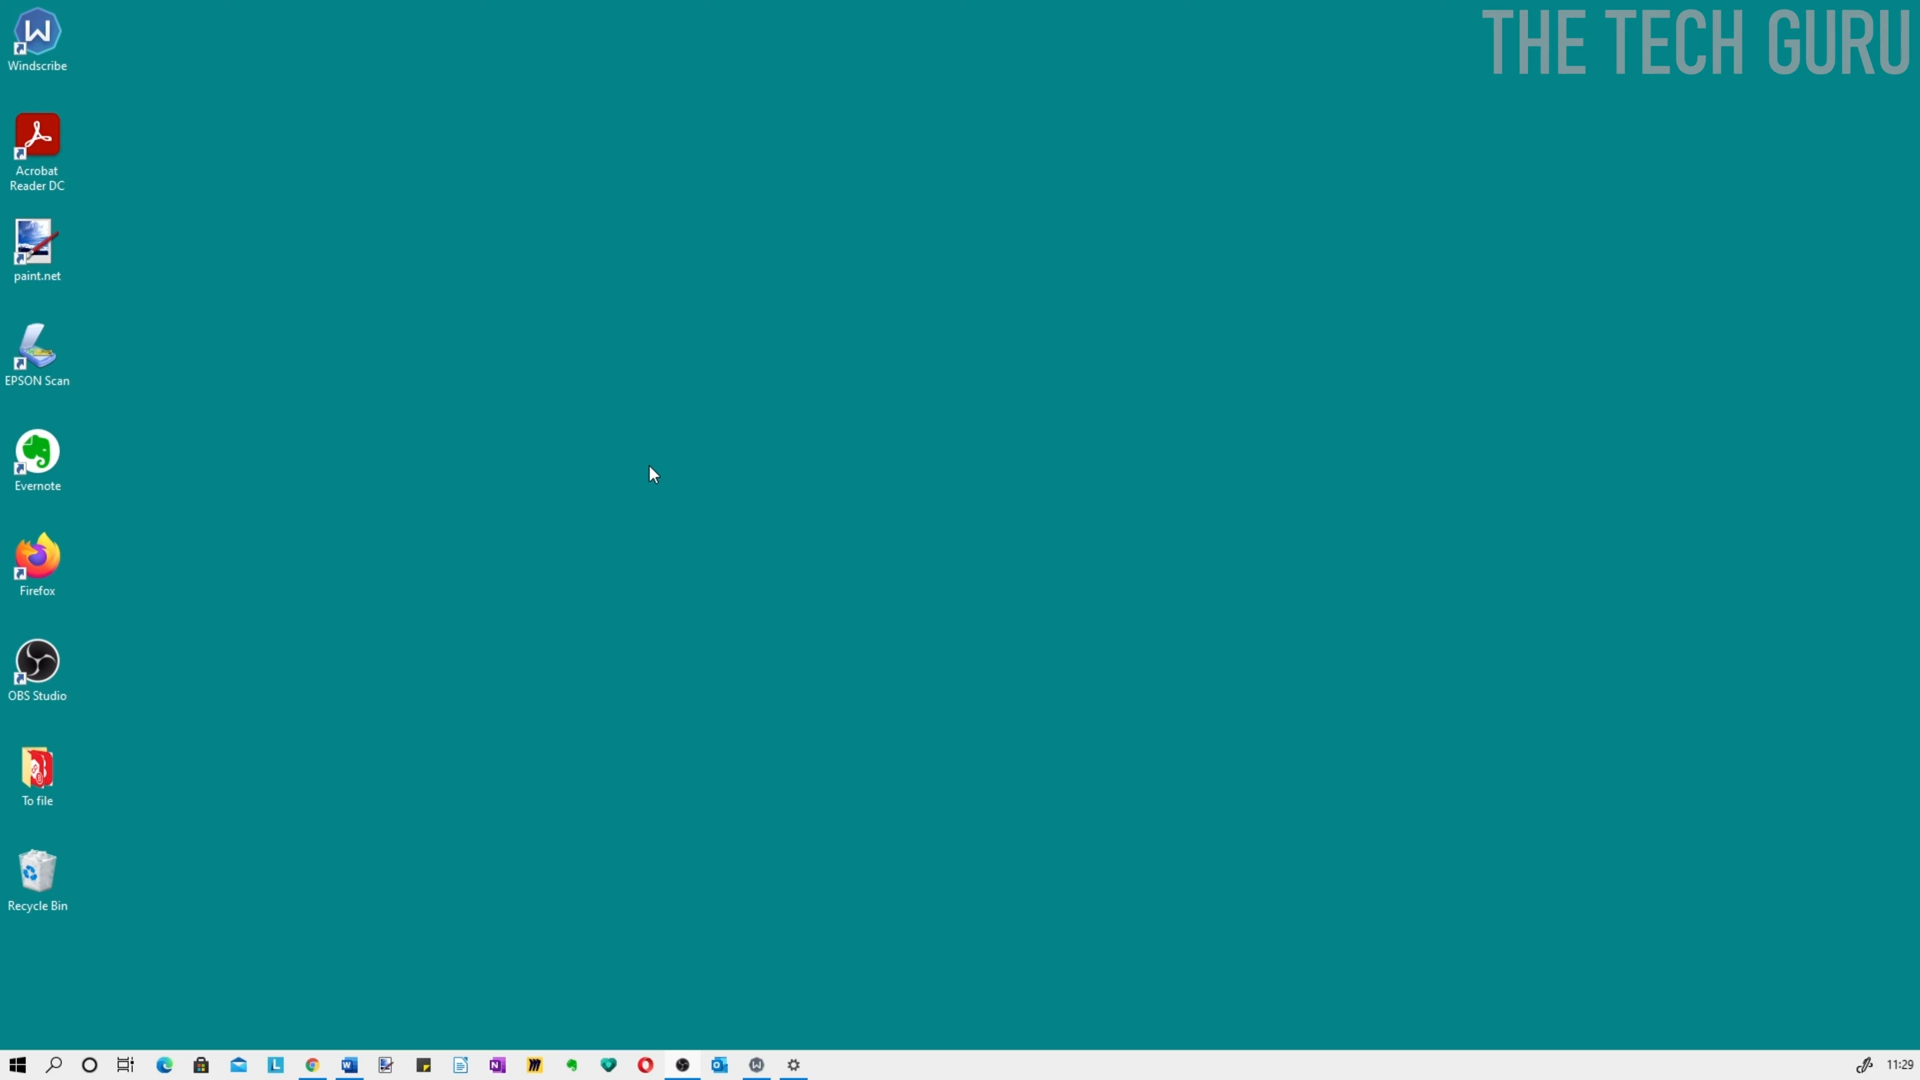 THE TECH GURU
Windscribe
Acrobat
Reader DC
paint.net
EPSON Scan
Evernote
Firefox
OBS Studio
To file
Recycle Bin
11:29